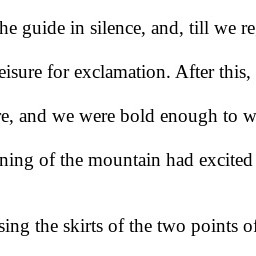 he guide in silence, and, till we re
eisure for exclamation. After this,
e, and we were bold enough to w
ning of the mountain had excited
sing the skirts of the two points of